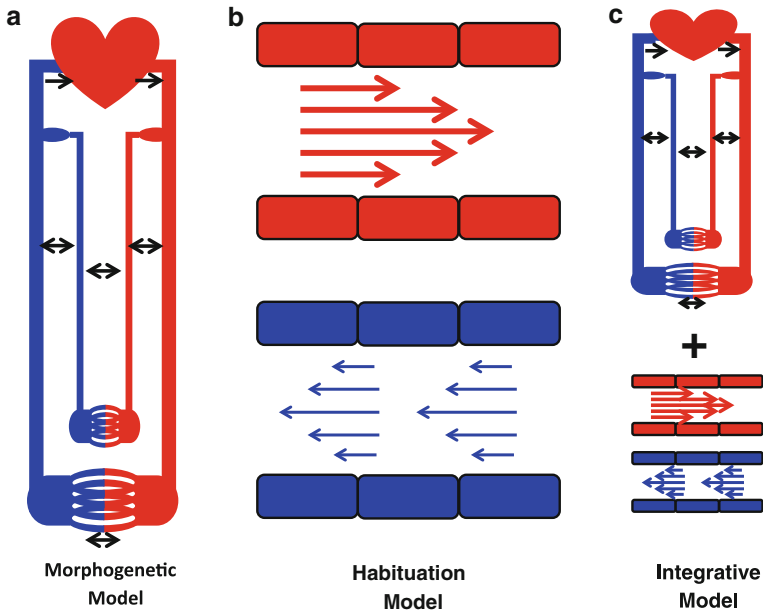 a
b
c
+
Morphogenetic
Model
Habituation
Model
Integrative
Model